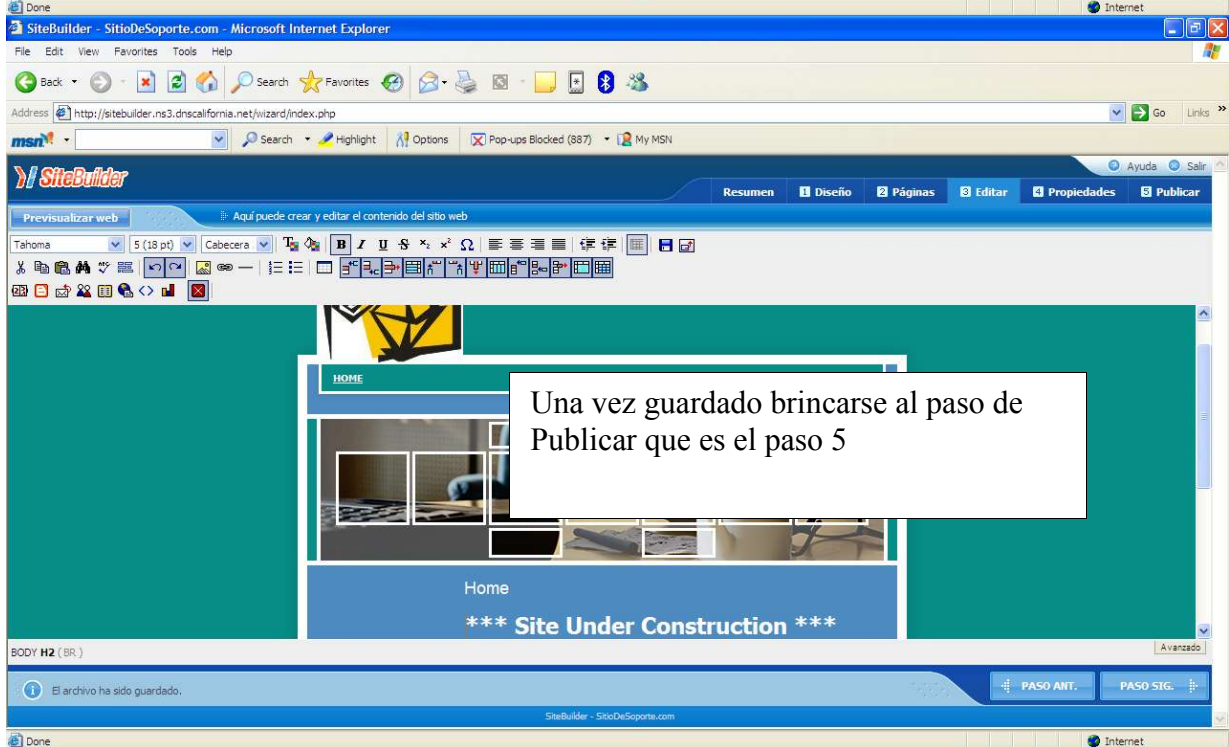 Done Internet
SiteBuilder - SitioDeSoporte.com - Microsoft Internet Explorer
File Edit View Favorites Tools Help
Back Search Favorites
Address http://sitebuilder.ns3.dnscalifornia.net/wizard/index.php Go Links »
msn Search Highlight Options Pop-ups Blocked (887) My MSN
SiteBuilder Ayuda Salir
Resumen 1 Diseño 2 Páginas 3 Editar 4 Propiedades 5 Publicar
Previsualizar web Aquí puede crear y editar el contenido del sitio web
Tahoma 5 (18 pt) Cabecera B I U S x₂ x² Ω
HOME
Una vez guardado brincarse al paso de
Publicar que es el paso 5
Home
*** Site Under Construction ***
BODY H2 (BR) Avanzado
El archivo ha sido guardado. PASO ANT. PASO SIG.
SiteBuilder - SitioDeSoporte.com
Done Internet